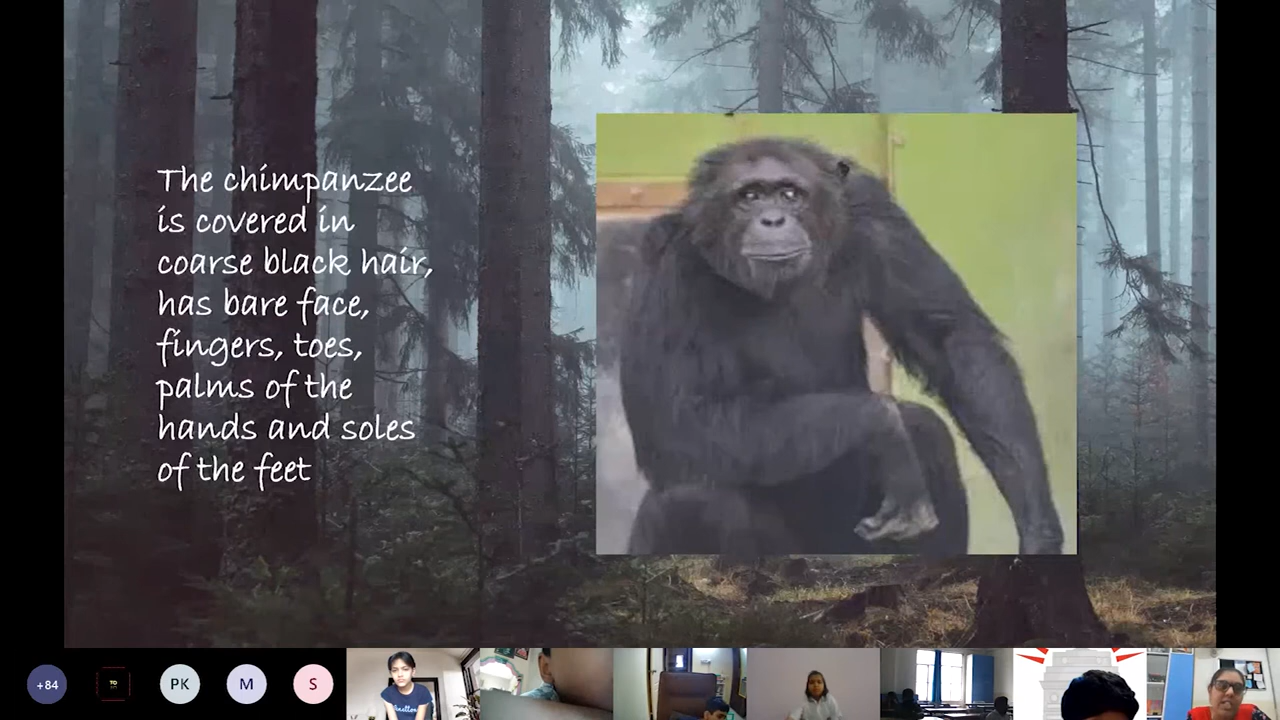 The chimpanzee
is covered in
coarse black hair,
has bare face,
fingers, toes,
palms of the
hands and soles
of the feet
+84
PK
M
S